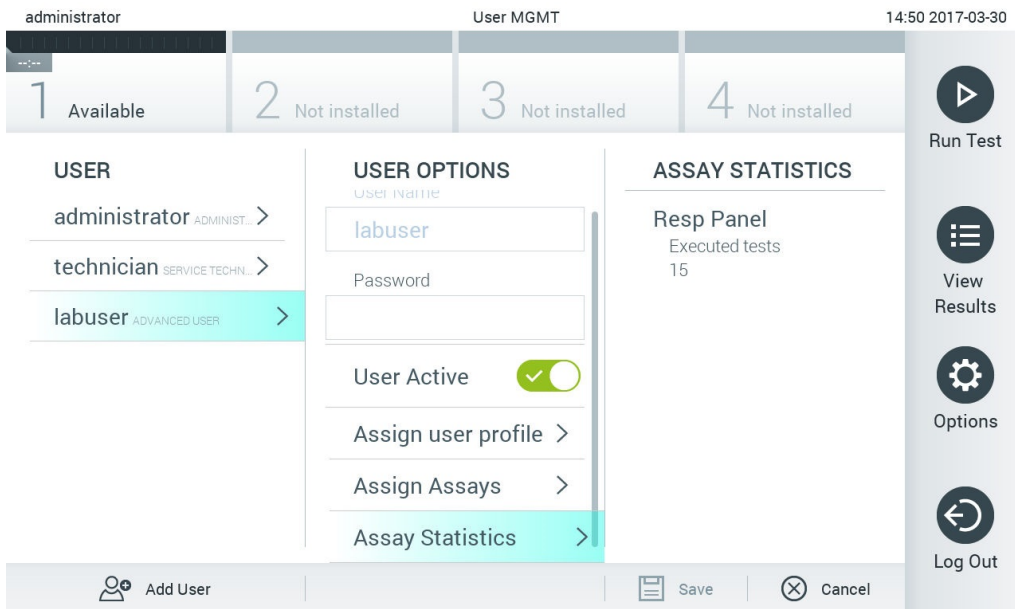 administrator
User MGMT
14:50 2017-03-30
--:--
1 Available
2 Not installed
3 Not installed
4 Not installed
Run Test
View
Results
Options
Log Out
USER
administrator ADMINIST...
technician SERVICE TECHN...
labuser ADVANCED USER
USER OPTIONS
User Name
labuser
Password
User Active
Assign user profile
Assign Assays
Assay Statistics
ASSAY STATISTICS
Resp Panel
Executed tests
15
Add User
Save
Cancel